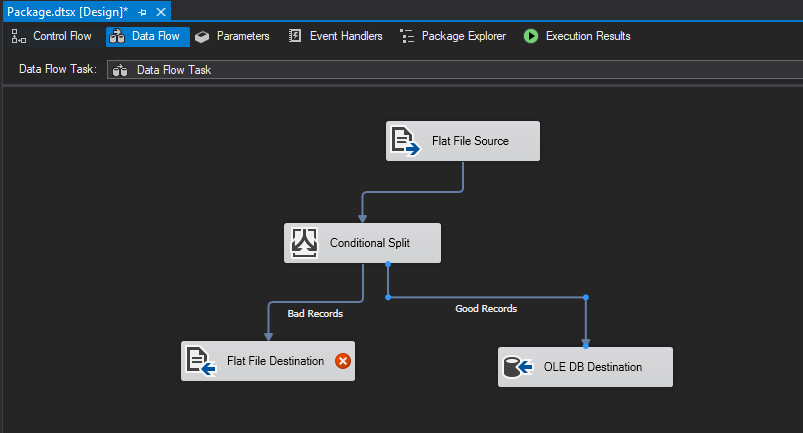 Package.dtsx [Design]*
Control Flow
Data Flow
Parameters
Event Handlers
Package Explorer
Execution Results
Data Flow Task:
Data Flow Task
Flat File Source
Conditional Split
Bad Records
Good Records
Flat File Destination
OLE DB Destination